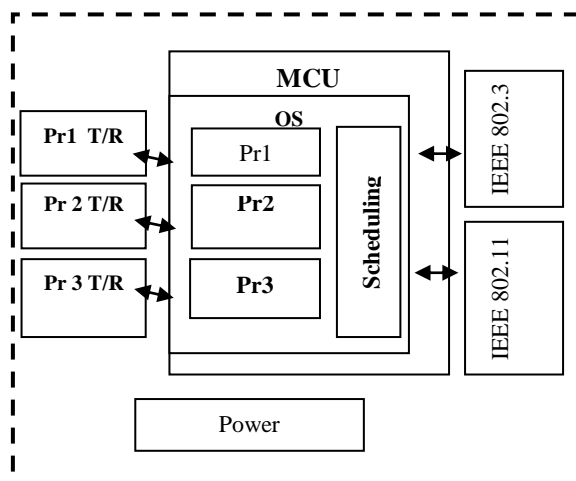 MCU
OS
Pr1 T/R
Pr1
Pr 2 T/R
Pr2
Pr 3 T/R
Pr3
Scheduling
IEEE 802.3
IEEE 802.11
Power